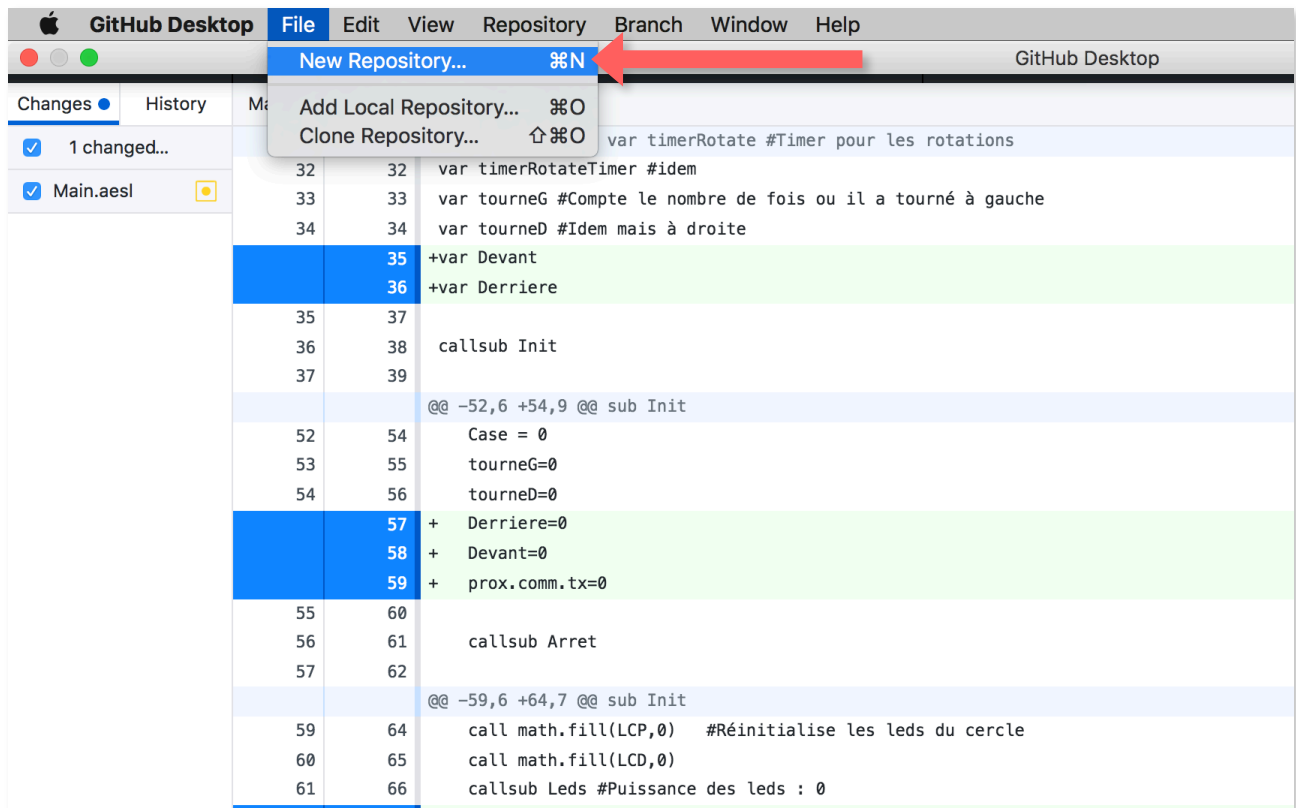 GitHub Desktop File Edit View Repository Branch Window Help
GitHub Desktop
New Repository... ⌘N
Add Local Repository... ⌘O
Clone Repository... ⇧⌘O
Changes History
1 changed...
Main.aesl
var timerRotate #Timer pour les rotations
32 32 var timerRotateTimer #idem
33 33 var tourneG #Compte le nombre de fois ou il a tourné à gauche
34 34 var tourneD #Idem mais à droite
35 +var Devant
36 +var Derriere
35 37
36 38 callsub Init
37 39
@@ -52,6 +54,9 @@ sub Init
52 54 Case = 0
53 55 tourneG=0
54 56 tourneD=0
57 + Derriere=0
58 + Devant=0
59 + prox.comm.tx=0
55 60
56 61 callsub Arret
57 62
@@ -59,6 +64,7 @@ sub Init
59 64 call math.fill(LCP,0) #Réinitialise les leds du cercle
60 65 call math.fill(LCD,0)
61 66 callsub Leds #Puissance des leds : 0